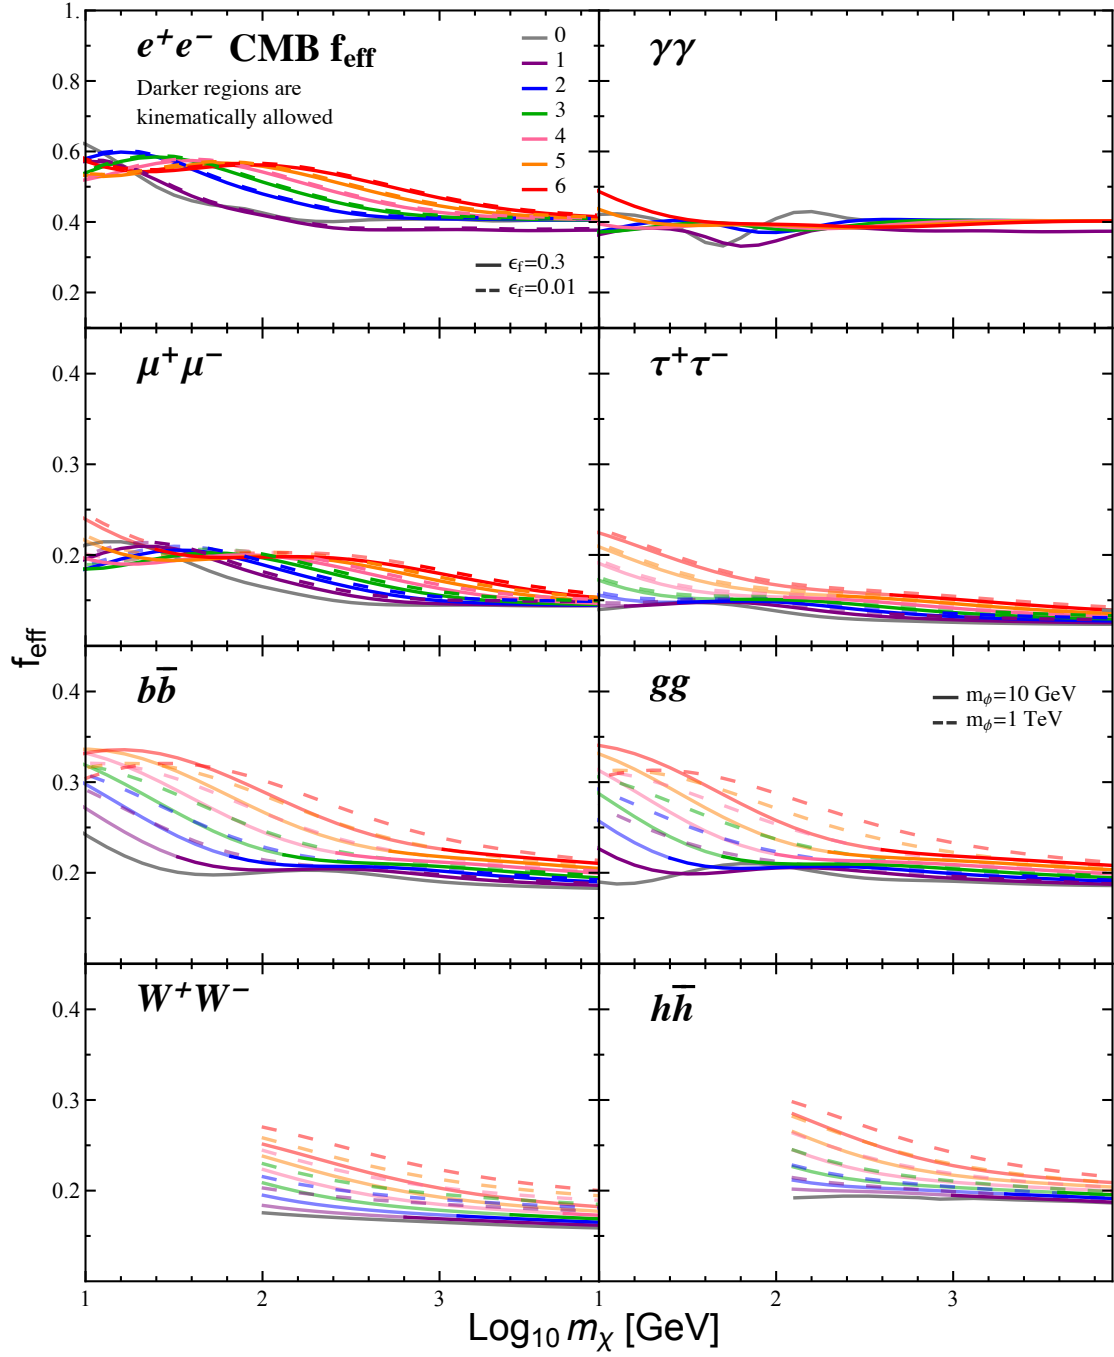 1.
0.8
0.6
0.4
0.2
e⁺e⁻ CMB f_eff
Darker regions are
kinematically allowed
0
1
2
3
4
5
6
ϵ_f=0.3
ϵ_f=0.01
γγ
0.4
0.3
0.2
μ⁺μ⁻
τ⁺τ⁻
f_eff
0.4
0.3
0.2
bb̅
gg
m_ϕ=10 GeV
m_ϕ=1 TeV
0.4
0.3
0.2
W⁺W⁻
hh̅
1
2
3
1
2
3
Log₁₀ m_χ [GeV]